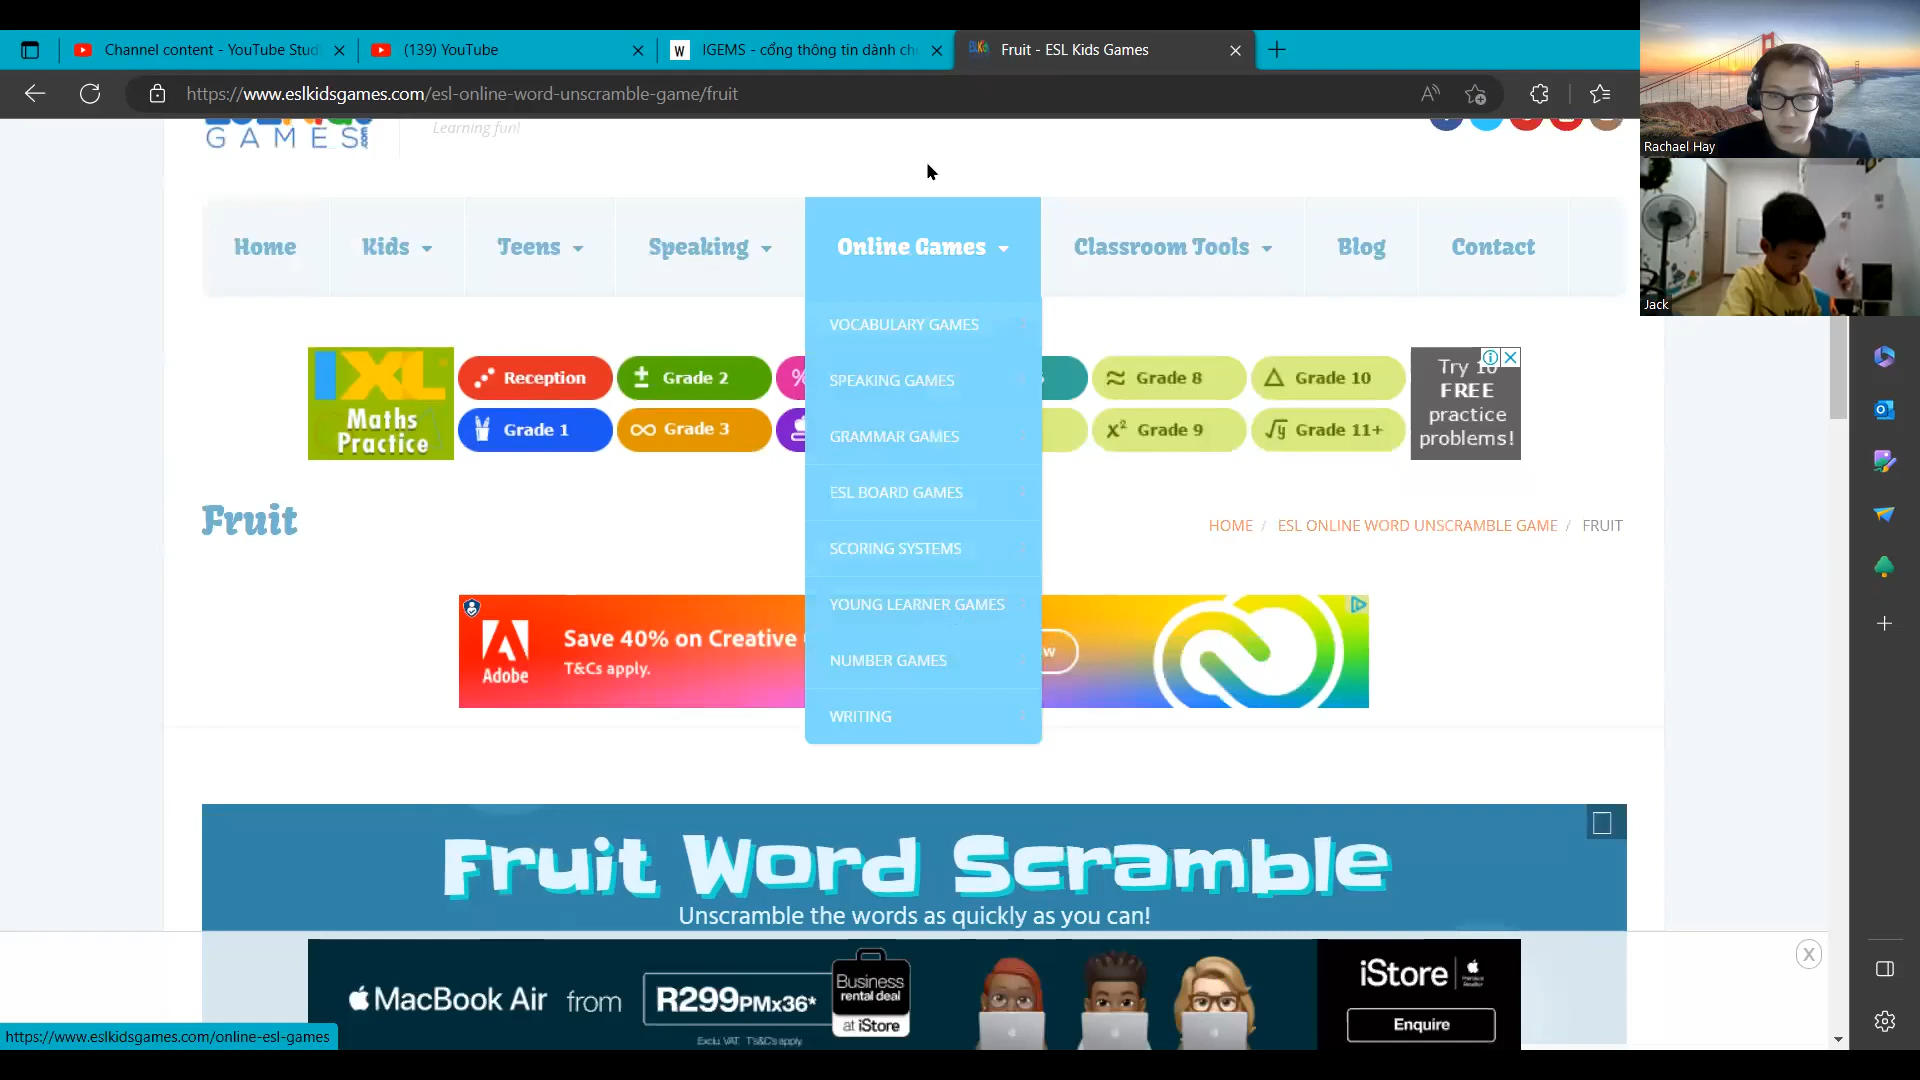 Channel content - YouTube Studi
(139) YouTube
W
IGEMS - cổng thông tin dành ch
Fruit - ESL Kids Games
https://www.eslkidsgames.com/esl-online-word-unscramble-game/fruit
Rachael Hay
Jack
GAMES
Learning fun!
Home
Kids
Teens
Speaking
Online Games
Classroom Tools
Blog
Contact
VOCABULARY GAMES
SPEAKING GAMES
GRAMMAR GAMES
ESL BOARD GAMES
SCORING SYSTEMS
YOUNG LEARNER GAMES
NUMBER GAMES
WRITING
IXL
Maths
Practice
Reception
Grade 2
Grade 8
Grade 10
Grade 1
Grade 3
Grade 9
Grade 11+
Try 10
FREE
practice
problems!
Fruit
HOME / ESL ONLINE WORD UNSCRAMBLE GAME / FRUIT
Adobe
Save 40% on Creative
T&Cs apply.
w
Fruit Word Scramble
Unscramble the words as quickly as you can!
MacBook Air from R299PMx36*
Excl. VAT. T's&C's apply.
Business
rental deal
at iStore
iStore
Enquire
X
https://www.eslkidsgames.com/online-esl-games